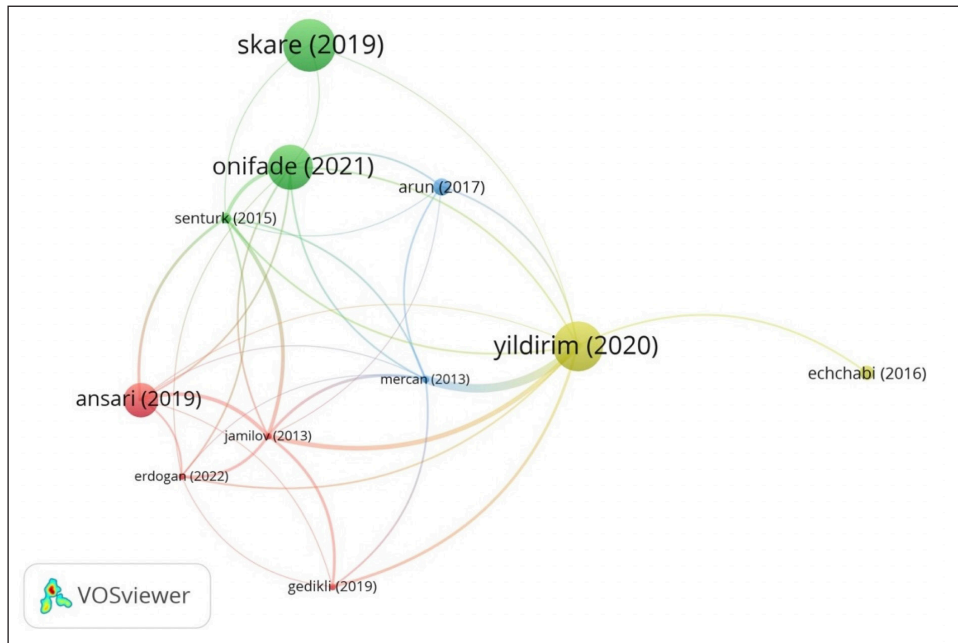 skare (2019)
onifade (2021)
arun (2017)
senturk (2015)
yildirim (2020)
echchabi (2016)
mercan (2013)
ansari (2019)
jamilov (2013)
erdogan (2022)
gedikli (2019)
VOSviewer